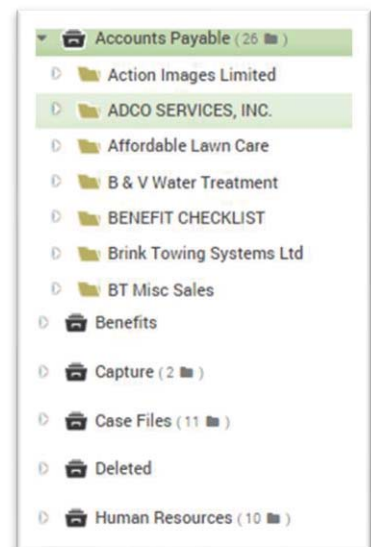 Accounts Payable (26)
Action Images Limited
ADCO SERVICES, INC.
Affordable Lawn Care
B & V Water Treatment
BENEFIT CHECKLIST
Brink Towing Systems Ltd
BT Misc Sales
Benefits
Capture (2)
Case Files (11)
Deleted
Human Resources (10)